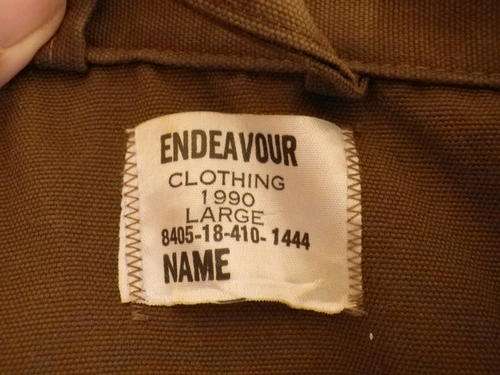 ENDEAVOUR
CLOTHING
1990
LARGE
8405-18-410-1444
NAME